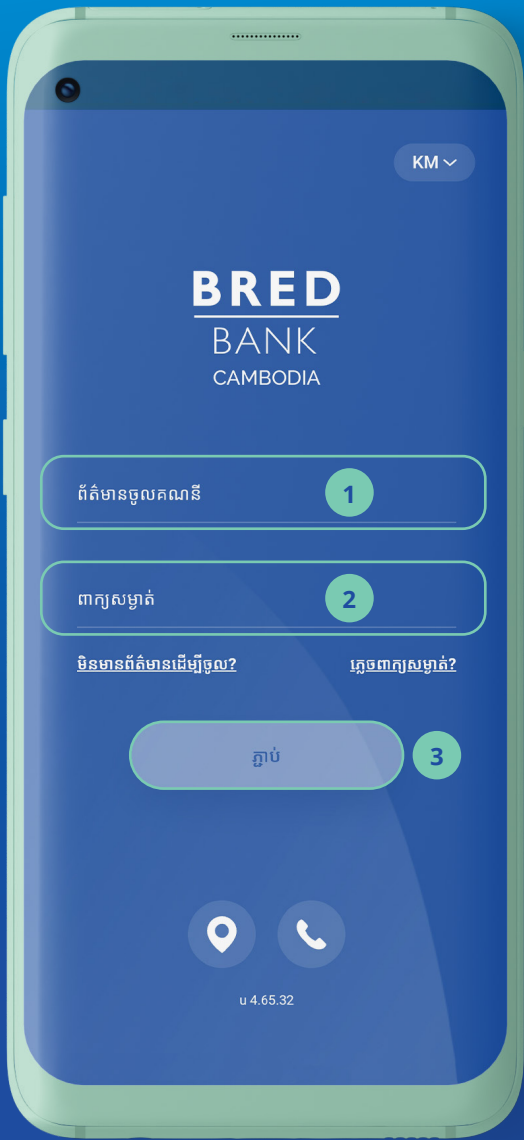 KM
BRED
BANK
CAMBODIA
ព័ត៌មានចូលគណនី 1
ពាក្យសម្ងាត់ 2
មិនមានព័ត៌មានដើម្បីចូល? ភ្លេចពាក្យសម្ងាត់?
ភ្ជាប់ 3
u 4.65.32